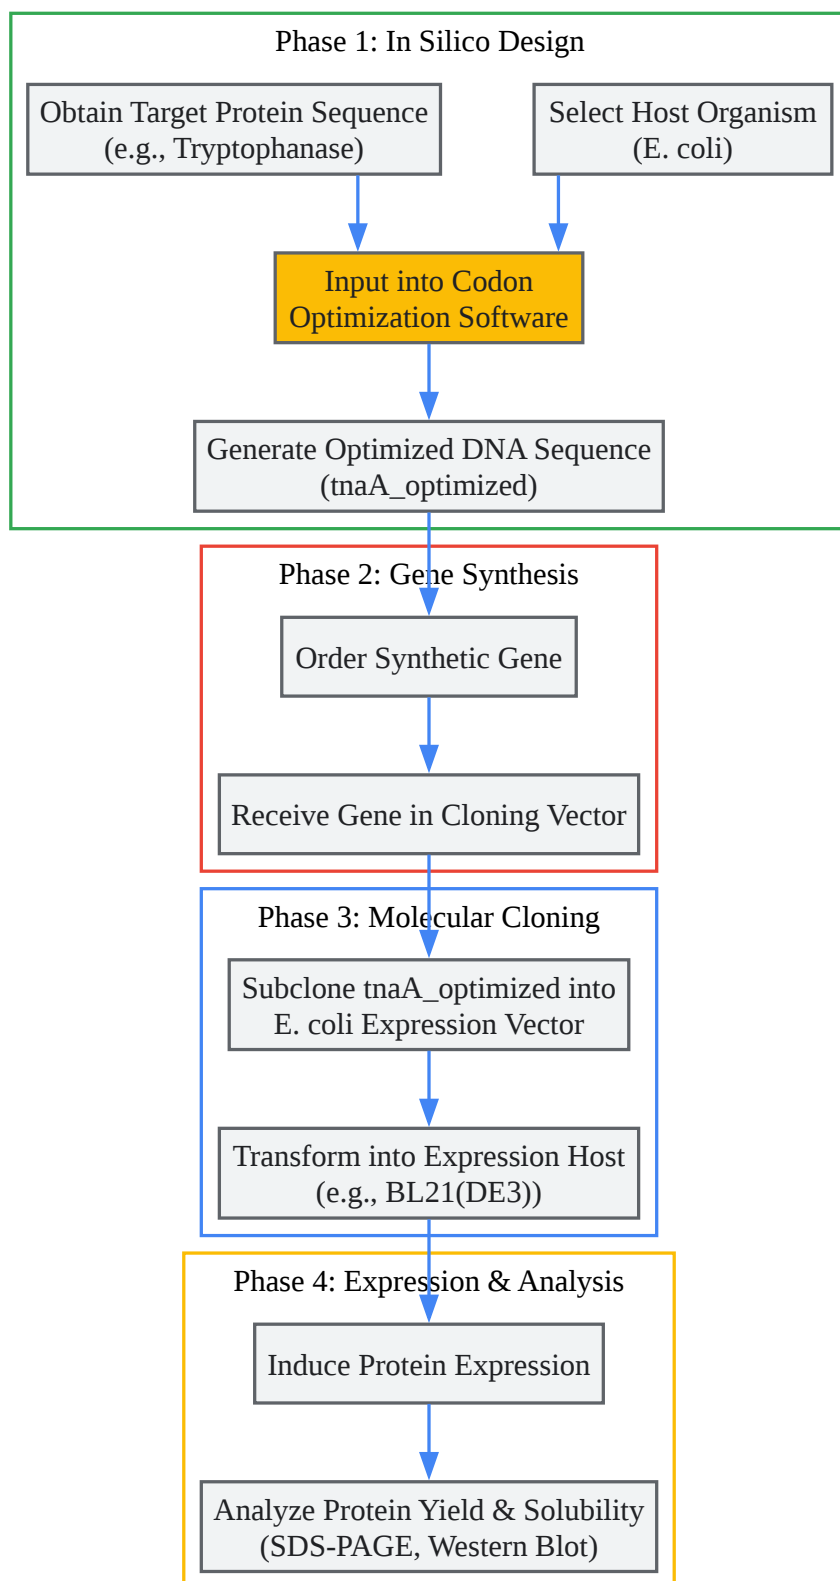 Phase 1: In Silico Design
Obtain Target Protein Sequence
(e.g., Tryptophanase)
Select Host Organism
(E. coli)
Input into Codon
Optimization Software
Generate Optimized DNA Sequence
(tnaA_optimized)
Phase 2: Gene Synthesis
Order Synthetic Gene
Receive Gene in Cloning Vector
Phase 3: Molecular Cloning
Subclone tnaA_optimized into
E. coli Expression Vector
Transform into Expression Host
(e.g., BL21(DE3))
Phase 4: Expression & Analysis
Induce Protein Expression
Analyze Protein Yield & Solubility
(SDS-PAGE, Western Blot)